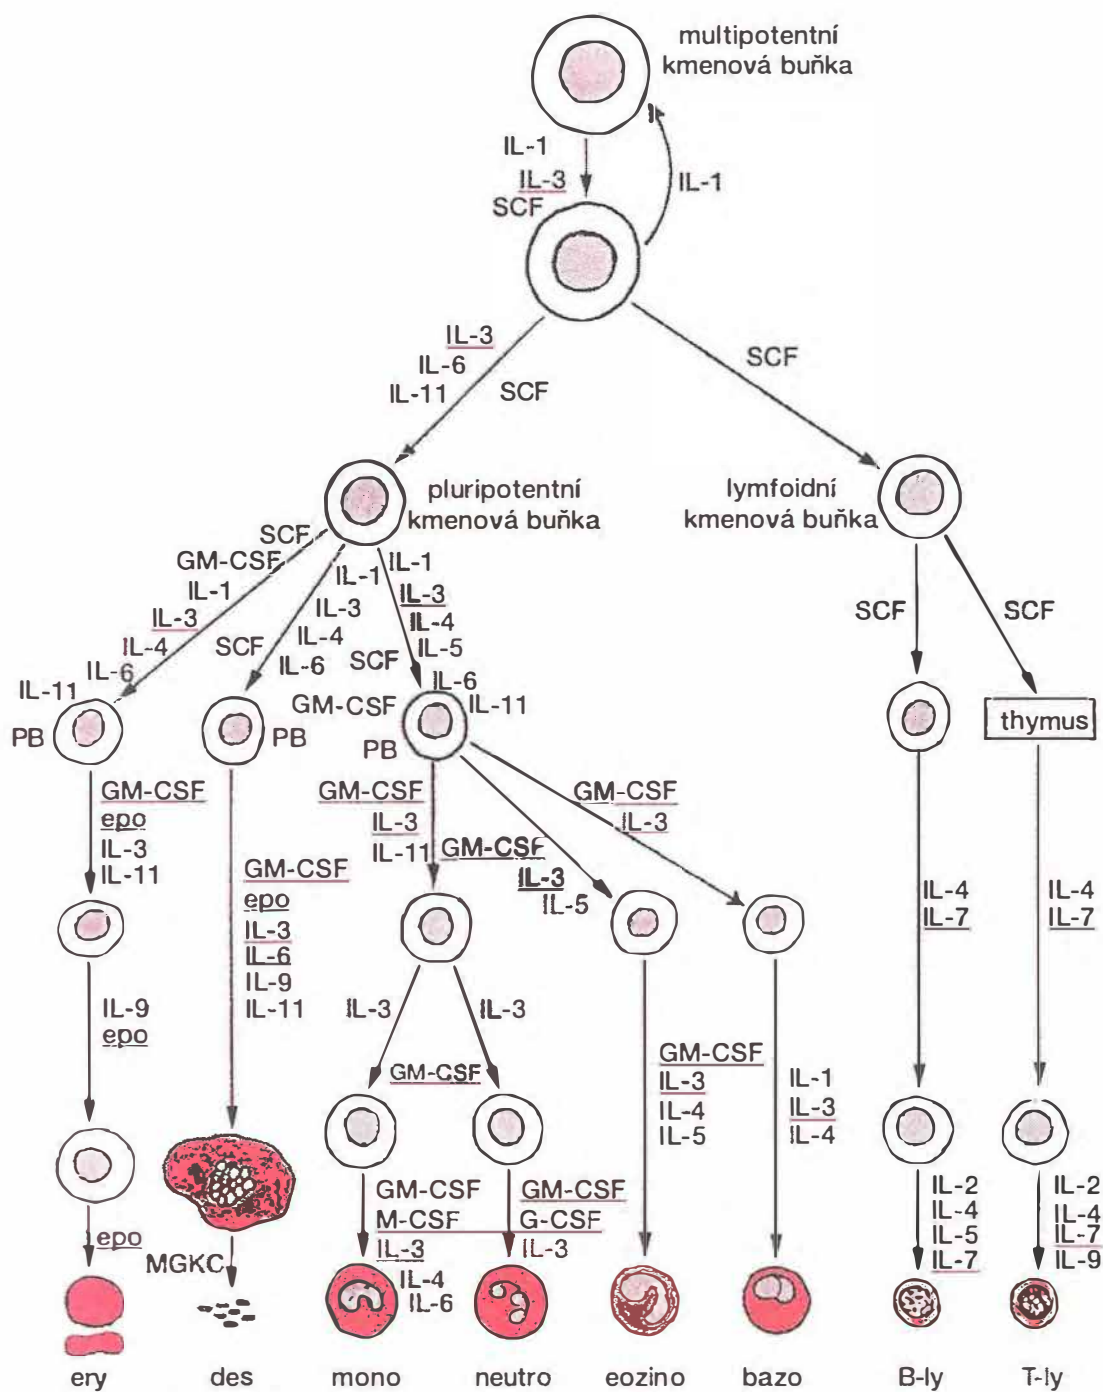 multipotentní
kmenová buňka
IL-1
IL-3
SCF
IL-1
IL-3
IL-6
IL-11
SCF
SCF
pluripotentní
kmenová buňka
lymfoidní
kmenová buňka
SCF
GM-CSF
IL-1
IL-3
IL-4
IL-6
IL-11
PB
IL-1
IL-3
IL-4
IL-6
SCF
PB
IL-1
IL-3
IL-4
IL-5
IL-6
IL-11
SCF
GM-CSF
PB
SCF
SCF
thymus
GM-CSF
epo
IL-3
IL-11
GM-CSF
epo
IL-3
IL-6
IL-9
IL-11
GM-CSF
IL-3
IL-11
GM-CSF
IL-3
IL-5
GM-CSF
IL-3
IL-4
IL-7
IL-4
IL-7
IL-9
epo
IL-3
IL-3
GM-CSF
GM-CSF
IL-3
IL-4
IL-5
IL-1
IL-3
IL-4
epo
MGKC
GM-CSF
M-CSF
IL-3
IL-4
IL-6
GM-CSF
G-CSF
IL-3
IL-2
IL-4
IL-5
IL-7
IL-2
IL-4
IL-7
IL-9
ery des mono neutro eozino bazo B-ly T-ly